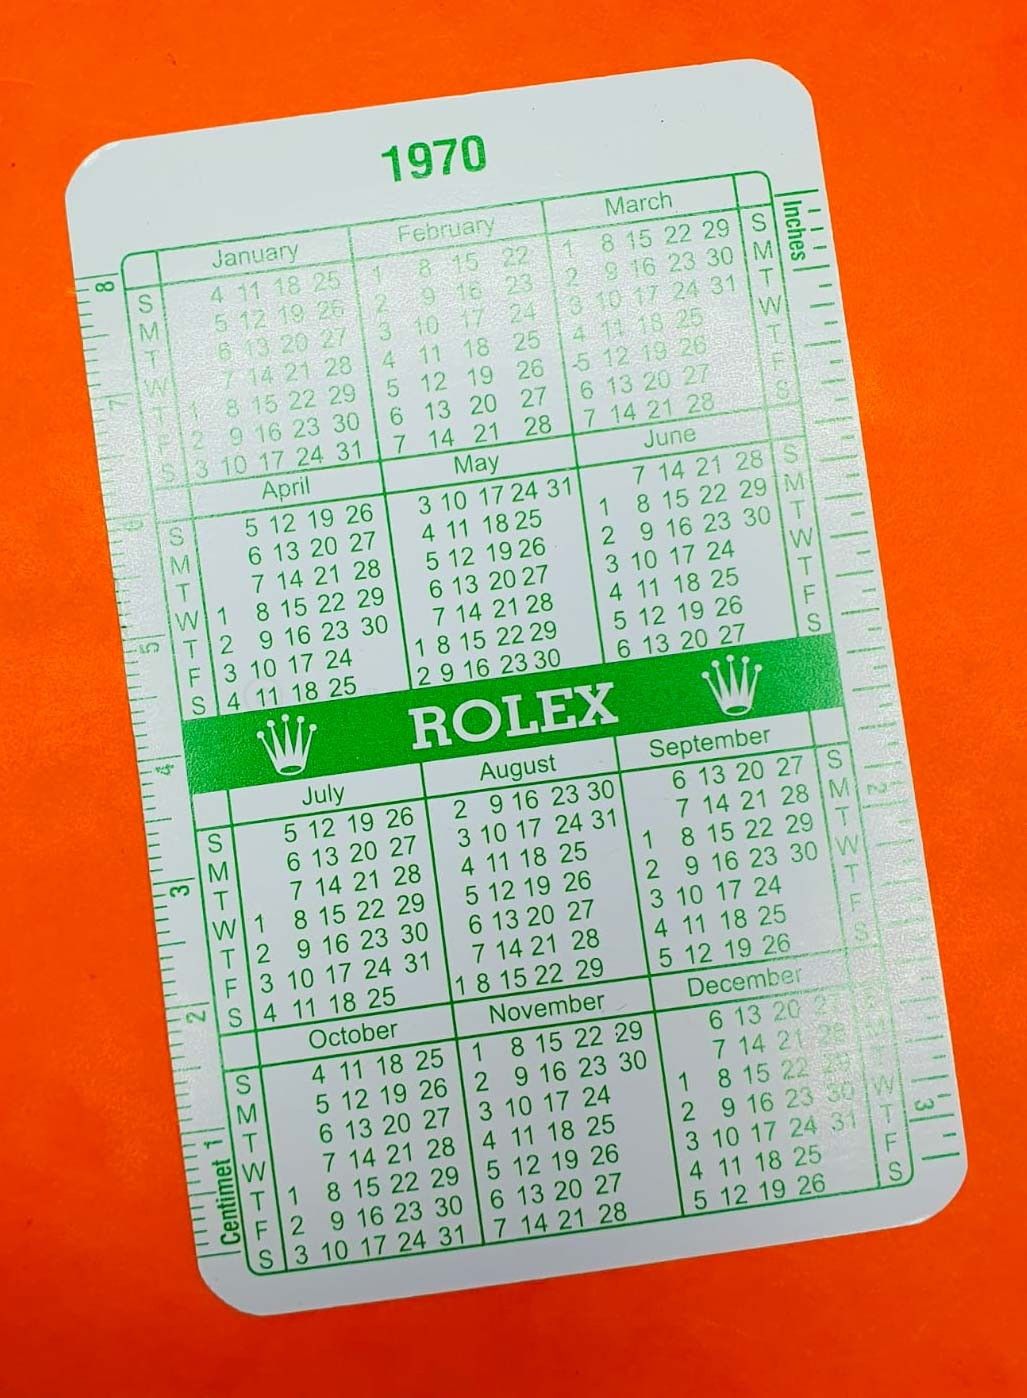 1970
January February March
S 4 11 18 25 1 8 15 22 1 8 15 22 29 S
M 5 12 19 26 2 9 16 23 2 9 16 23 30 M
T 6 13 20 27 3 10 17 24 3 10 17 24 31 T
W 7 14 21 28 4 11 18 25 4 11 18 25 W
T 1 8 15 22 29 5 12 19 26 5 12 19 26 T
F 2 9 16 23 30 6 13 20 27 6 13 20 27 F
S 3 10 17 24 31 7 14 21 28 7 14 21 28 S
April May June
S 5 12 19 26 3 10 17 24 31 7 14 21 28 S
M 6 13 20 27 4 11 18 25 1 8 15 22 29 M
T 7 14 21 28 5 12 19 26 2 9 16 23 30 T
W 1 8 15 22 29 6 13 20 27 3 10 17 24 W
T 2 9 16 23 30 7 14 21 28 4 11 18 25 T
F 3 10 17 24 1 8 15 22 29 5 12 19 26 F
S 4 11 18 25 2 9 16 23 30 6 13 20 27 S
ROLEX
July August September
S 5 12 19 26 2 9 16 23 30 6 13 20 27 S
M 6 13 20 27 3 10 17 24 31 7 14 21 28 M
T 7 14 21 28 4 11 18 25 1 8 15 22 29 T
W 1 8 15 22 29 5 12 19 26 2 9 16 23 30 W
T 2 9 16 23 30 6 13 20 27 3 10 17 24 T
F 3 10 17 24 31 7 14 21 28 4 11 18 25 F
S 4 11 18 25 1 8 15 22 29 5 12 19 26 S
October November December
S 4 11 18 25 1 8 15 22 29 6 13 20 27 S
M 5 12 19 26 2 9 16 23 30 7 14 21 28 M
T 6 13 20 27 3 10 17 24 1 8 15 22 29 T
W 7 14 21 28 4 11 18 25 2 9 16 23 30 W
T 1 8 15 22 29 5 12 19 26 3 10 17 24 31 T
F 2 9 16 23 30 6 13 20 27 4 11 18 25 F
S 3 10 17 24 31 7 14 21 28 5 12 19 26 S
Centimet 1 2 3 4 5 6 7 8
Inches 2 3